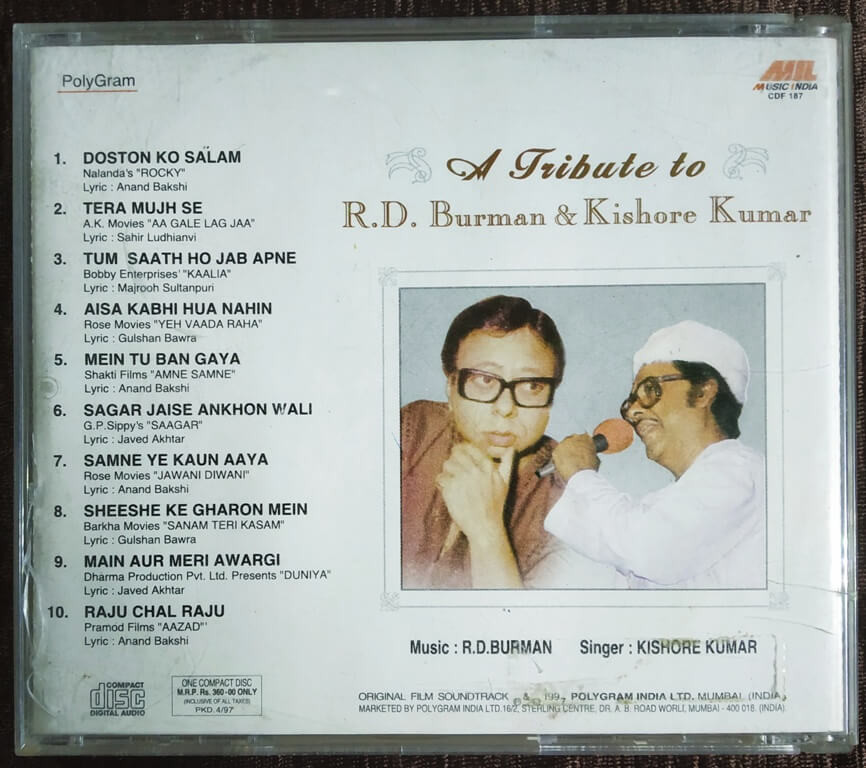 PolyGram
MIL
MUSIC INDIA
CDF 187
A Tribute to
R.D. Burman & Kishore Kumar
1. DOSTON KO SALAM
Nalanda's "ROCKY"
Lyric : Anand Bakshi
2. TERA MUJH SE
A.K. Movies "AA GALE LAG JAA"
Lyric : Sahir Ludhianvi
3. TUM SAATH HO JAB APNE
Bobby Enterprises' "KAALIA"
Lyric : Majrooh Sultanpuri
4. AISA KABHI HUA NAHIN
Rose Movies "YEH VAADA RAHA"
Lyric : Gulshan Bawra
5. MEIN TU BAN GAYA
Shakti Films "AMNE SAMNE"
Lyric : Anand Bakshi
6. SAGAR JAISE ANKHON WALI
G.P.Sippy's "SAAGAR"
Lyric : Javed Akhtar
7. SAMNE YE KAUN AAYA
Rose Movies "JAWANI DIWANI"
Lyric : Anand Bakshi
8. SHEESHE KE GHARON MEIN
Barkha Movies "SANAM TERI KASAM"
Lyric : Gulshan Bawra
9. MAIN AUR MERI AWARGI
Dharma Production Pvt. Ltd. Presents "DUNIYA"
Lyric : Javed Akhtar
10. RAJU CHAL RAJU
Pramod Films "AAZAD"
Lyric : Anand Bakshi
Music : R.D.BURMAN Singer : KISHORE KUMAR
COMPACT
disc
DIGITAL AUDIO
ONE COMPACT DISC
M.R.P. Rs. 360-00 ONLY
(INCLUSIVE OF ALL TAXES)
PKD. 4/97
ORIGINAL FILM SOUNDTRACK & 1997 POLYGRAM INDIA LTD. MUMBAI (INDIA)
MARKETED BY POLYGRAM INDIA LTD.16/2, STERLING CENTRE, DR. A. B. ROAD WORLI, MUMBAI - 400 018. (INDIA).